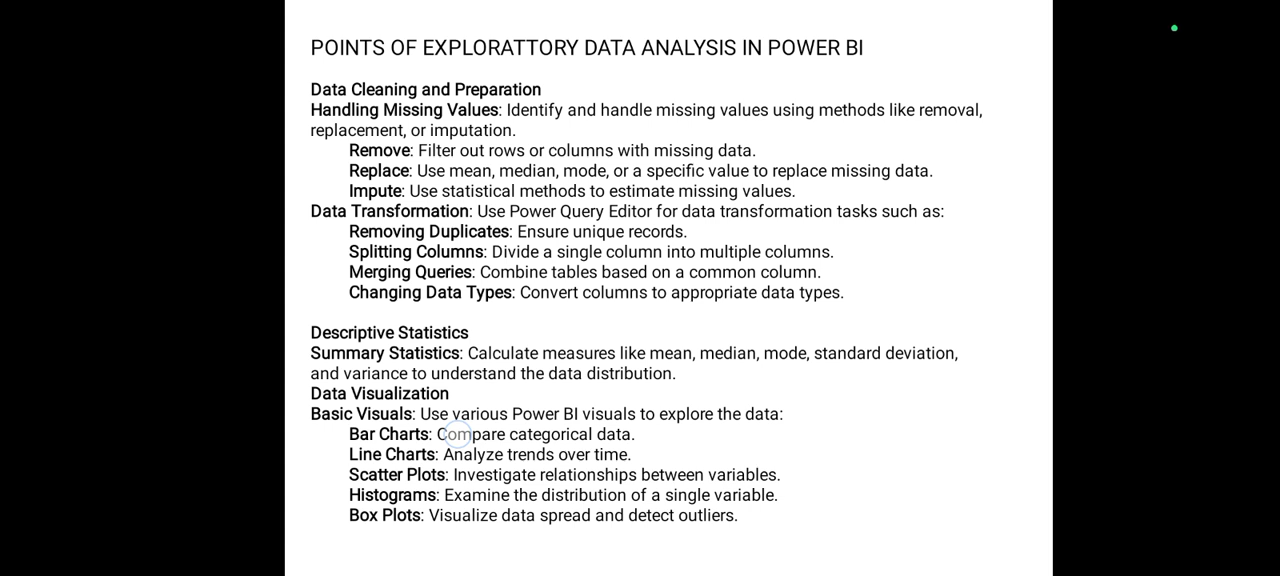 POINTS OF EXPLORATTORY DATA ANALYSIS IN POWER BI
Data Cleaning and Preparation
Handling Missing Values: Identify and handle missing values using methods like removal,
replacement, or imputation.
Remove: Filter out rows or columns with missing data.
Replace: Use mean, median, mode, or a specific value to replace missing data.
Impute: Use statistical methods to estimate missing values.
Data Transformation: Use Power Query Editor for data transformation tasks such as:
Removing Duplicates: Ensure unique records.
Splitting Columns: Divide a single column into multiple columns.
Merging Queries: Combine tables based on a common column.
Changing Data Types: Convert columns to appropriate data types.
Descriptive Statistics
Summary Statistics: Calculate measures like mean, median, mode, standard deviation,
and variance to understand the data distribution.
Data Visualization
Basic Visuals: Use various Power BI visuals to explore the data:
Bar Charts: Compare categorical data.
Line Charts: Analyze trends over time.
Scatter Plots: Investigate relationships between variables.
Histograms: Examine the distribution of a single variable.
Box Plots: Visualize data spread and detect outliers.